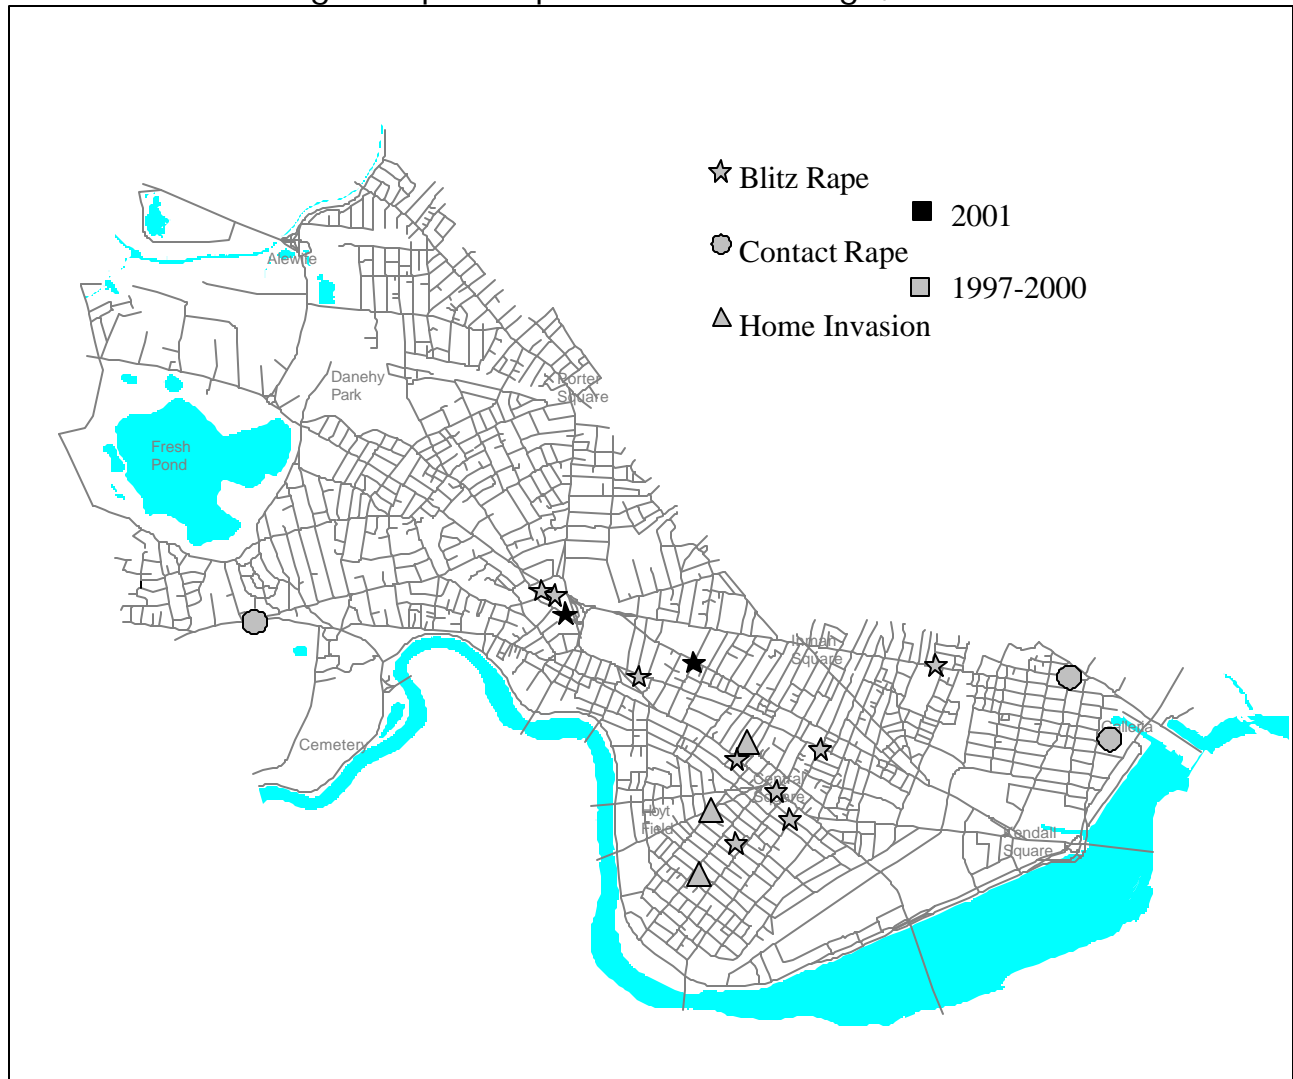 Blitz Rape
2001
Contact Rape
1997-2000
Home Invasion
Alewife
Danehy
Park
Porter
Square
Fresh
Pond
Inman
Square
Cemetery
Galleria
Central
Square
Hoyt
Field
Kendall
Square